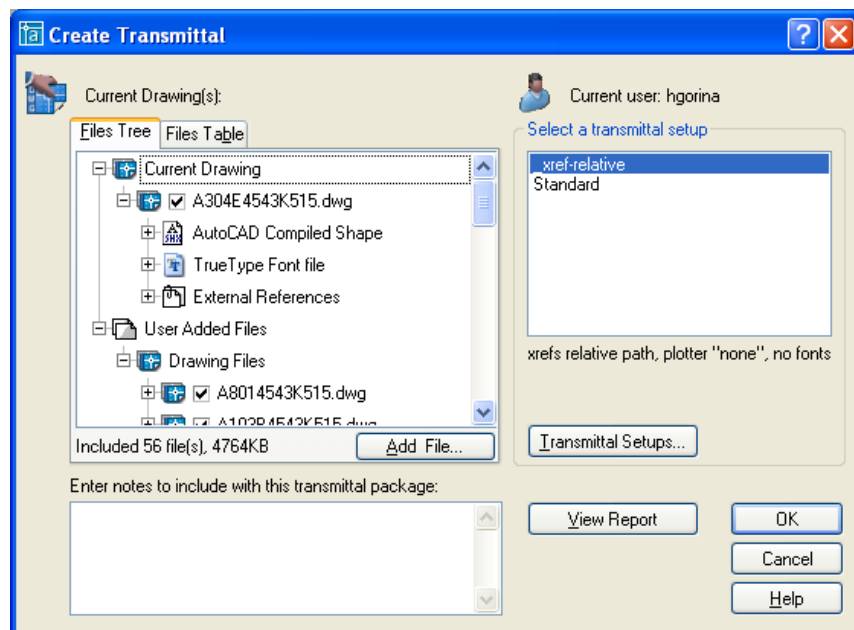 Create Transmittal
Current Drawing(s):
Current user: hgorina
Files Tree
Files Table
Select a transmittal setup
Current Drawing
A304E4543K515.dwg
AutoCAD Compiled Shape
TrueType Font file
External References
User Added Files
Drawing Files
A8014543K515.dwg
A103B4543K515.dwg
_xref-relative
Standard
xrefs relative path, plotter "none", no fonts
Included 56 file(s), 4764KB
Add File...
Transmittal Setups...
Enter notes to include with this transmittal package:
View Report
OK
Cancel
Help